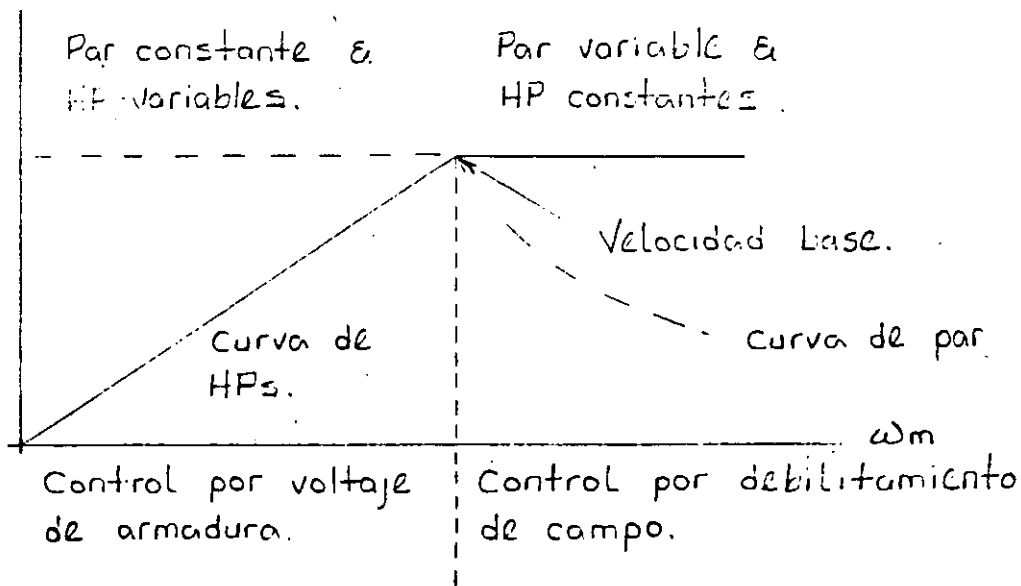 Par constante &
HP variables.
Par variable &
HP constantes
Velocidad base.
Curva de
HPs.
Curva de par
ωm
Control por voltaje
de armadura.
Control por debilitamiento
de campo.